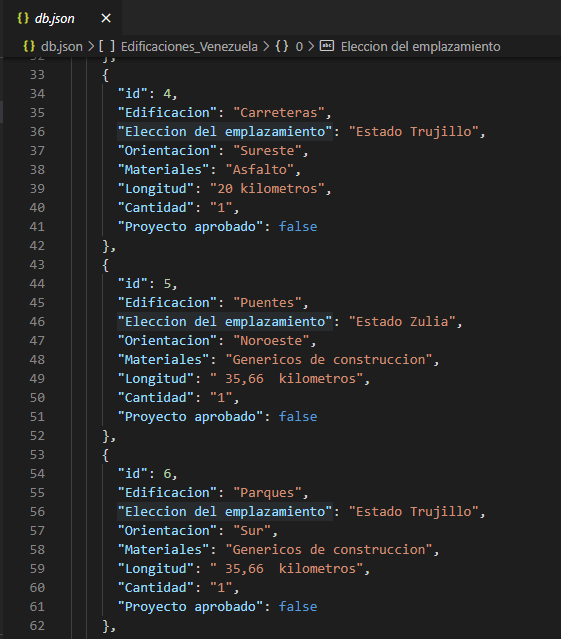 {} db.json ×
{} db.json > [ ] Edificaciones_Venezuela > {} 0 > abc Eleccion del emplazamiento
32 },
33 {
34 "id": 4,
35 "Edificacion": "Carreteras",
36 "Eleccion del emplazamiento": "Estado Trujillo",
37 "Orientacion": "Sureste",
38 "Materiales": "Asfalto",
39 "Longitud": "20 kilometros",
40 "Cantidad": "1",
41 "Proyecto aprobado": false
42 },
43 {
44 "id": 5,
45 "Edificacion": "Puentes",
46 "Eleccion del emplazamiento": "Estado Zulia",
47 "Orientacion": "Noroeste",
48 "Materiales": "Genericos de construccion",
49 "Longitud": " 35,66  kilometros",
50 "Cantidad": "1",
51 "Proyecto aprobado": false
52 },
53 {
54 "id": 6,
55 "Edificacion": "Parques",
56 "Eleccion del emplazamiento": "Estado Trujillo",
57 "Orientacion": "Sur",
58 "Materiales": "Genericos de construccion",
59 "Longitud": " 35,66  kilometros",
60 "Cantidad": "1",
61 "Proyecto aprobado": false
62 },